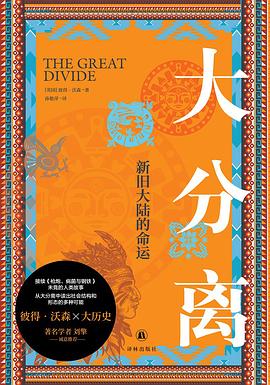 THE GREAT
DIVIDE
[英国] 彼得·沃森 著
孙艳萍 译
大分离
新旧大陆的命运
接续《枪炮、病菌与钢铁》
未竟的人类故事
从大分离中读出社会结构和
形态的多种可能
彼得·沃森×大历史
著名学者 刘擎
—诚意推荐—
译林出版社